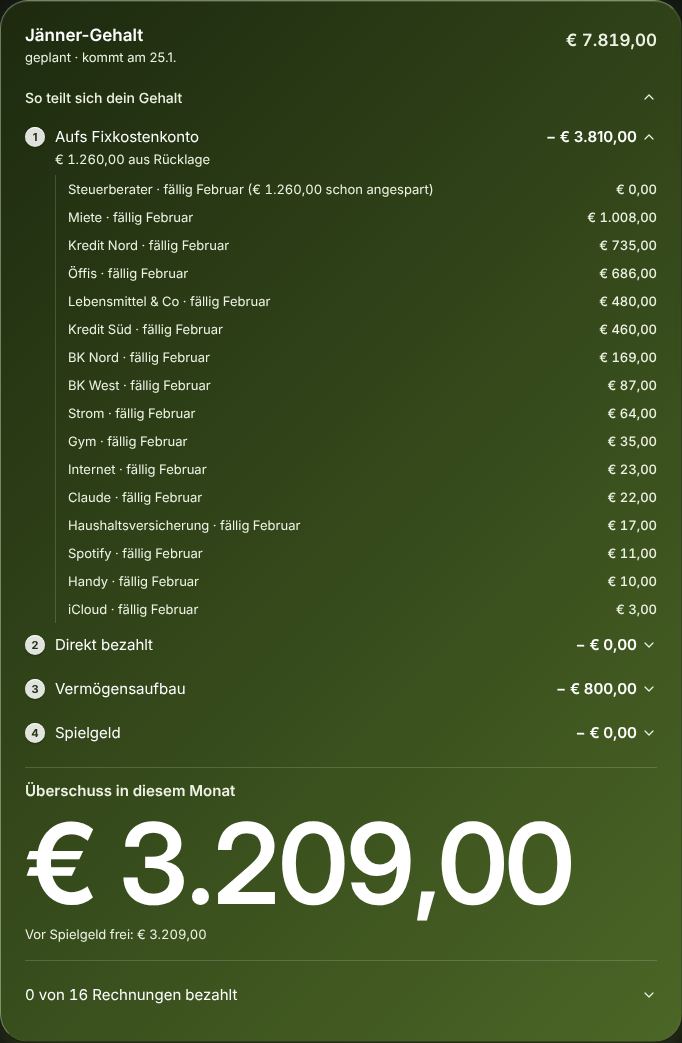 Jänner-Gehalt
€ 7.819,00
geplant · kommt am 25.1.
So teilt sich dein Gehalt
1 Aufs Fixkostenkonto – € 3.810,00
€ 1.260,00 aus Rücklage
Steuerberater · fällig Februar (€ 1.260,00 schon angespart) € 0,00
Miete · fällig Februar € 1.008,00
Kredit Nord · fällig Februar € 735,00
Öffis · fällig Februar € 686,00
Lebensmittel & Co · fällig Februar € 480,00
Kredit Süd · fällig Februar € 460,00
BK Nord · fällig Februar € 169,00
BK West · fällig Februar € 87,00
Strom · fällig Februar € 64,00
Gym · fällig Februar € 35,00
Internet · fällig Februar € 23,00
Claude · fällig Februar € 22,00
Haushaltsversicherung · fällig Februar € 17,00
Spotify · fällig Februar € 11,00
Handy · fällig Februar € 10,00
iCloud · fällig Februar € 3,00
2 Direkt bezahlt – € 0,00
3 Vermögensaufbau – € 800,00
4 Spielgeld – € 0,00
Überschuss in diesem Monat
€ 3.209,00
Vor Spielgeld frei: € 3.209,00
0 von 16 Rechnungen bezahlt